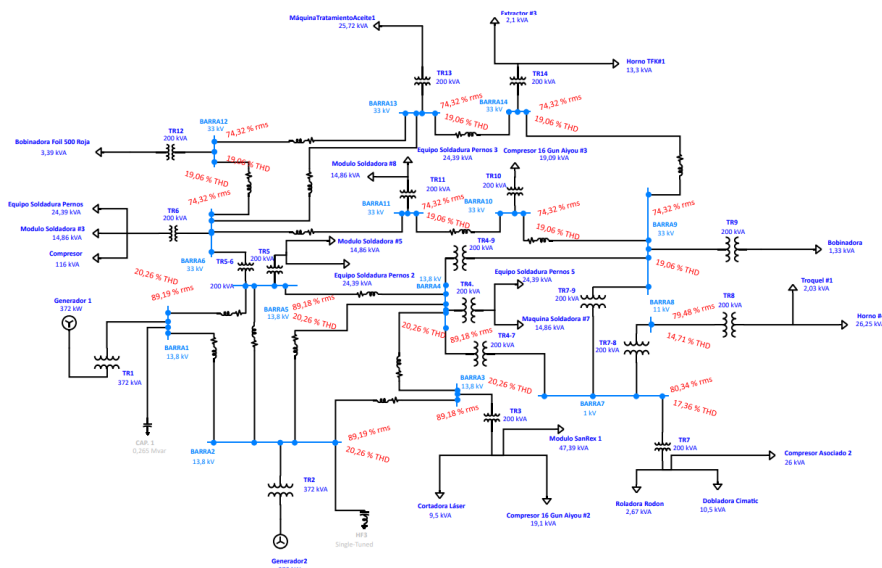 Extractor #3
2,1 kVA
MáquinaTratamientoAceite1
25,72 kVA
Horno TFK#1
13,3 kVA
TR13
200 kVA
TR14
200 kVA
BARRA13
33 kV
74,32 % rms
19,06 % THD
BARRA14
33 kV
74,32 % rms
19,06 % THD
BARRA12
33 kV
74,32 % rms
19,06 % THD
TR12
200 kVA
Bobinadora Foil 500 Roja
3,39 kVA
Equipo Soldadura Pernos 3
24,39 kVA
Compresor 16 Gun Aiyou #3
19,09 kVA
Modulo Soldadora #8
14,86 kVA
TR11
200 kVA
TR10
200 kVA
BARRA11
33 kV
74,32 % rms
19,06 % THD
BARRA10
33 kV
74,32 % rms
19,06 % THD
74,32 % rms
BARRA9
33 kV
19,06 % THD
TR9
200 kVA
Bobinadora
1,33 kVA
Equipo Soldadura Pernos
24,39 kVA
Modulo Soldadora #3
14,86 kVA
Compresor
116 kVA
TR6
200 kVA
19,06 % THD
74,32 % rms
BARRA6
33 kV
TR5-6
200 kVA
TR5
200 kVA
Modulo Soldadora #5
14,86 kVA
Equipo Soldadura Pernos 2
24,39 kVA
TR4-9
200 kVA
13,8 kV
BARRA4
TR4.
200 kVA
Equipo Soldadura Pernos 5
24,39 kVA
Maquina Soldadora #7
14,86 kVA
TR4-7
200 kVA
20,26 % THD
89,18 % rms
TR7-9
200 kVA
BARRA8
11 kV
79,48 % rms
14,71 % THD
TR8
200 kVA
Troquel #1
2,03 kVA
26,25 kVA
TR7-8
200 kVA
20,26 % THD
89,19 % rms
BARRA5
13,8 kV
89,18 % rms
20,26 % THD
Generador 1
372 kW
TR1
372 kVA
BARRA1
13,8 kV
CAP. 1
0,265 Mvar
BARRA2
13,8 kV
TR2
372 kVA
Generador2
89,19 % rms
20,26 % THD
HF3
Single-Tuned
BARRA3
13,8 kV
20,26 % THD
89,18 % rms
TR3
200 kVA
Modulo SanRex 1
47,39 kVA
Cortadora Láser
9,5 kVA
Compresor 16 Gun Aiyou #2
19,1 kVA
BARRA7
1 kV
80,34 % rms
17,36 % THD
TR7
200 kVA
Compresor Asociado 2
26 kVA
Roladora Rodon
2,67 kVA
Dobladora Cimatic
10,5 kVA